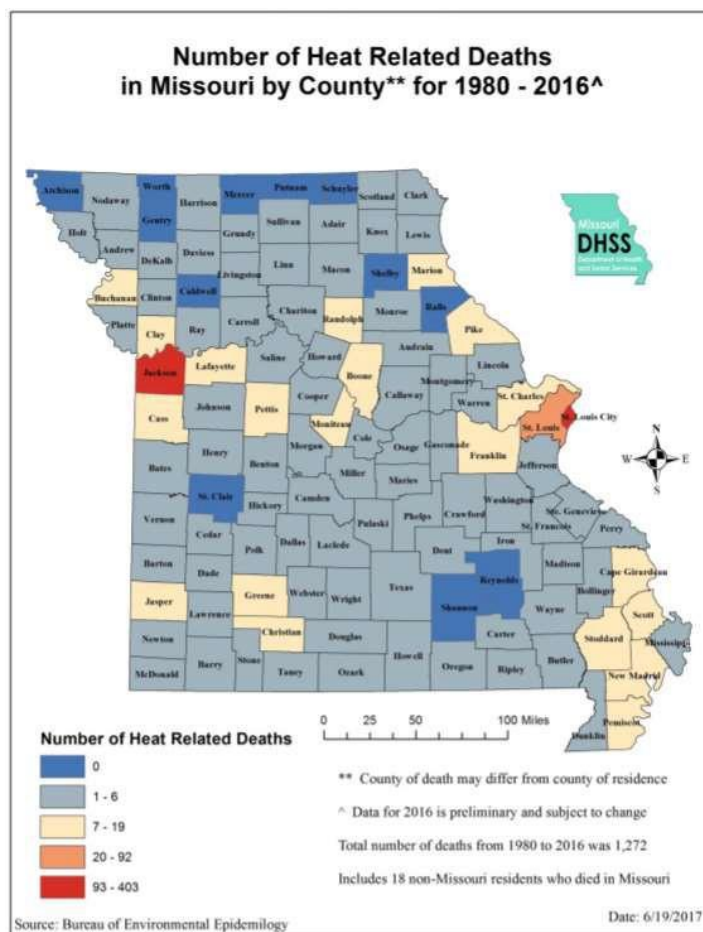 Number of Heat Related Deaths
in Missouri by County** for 1980 - 2016^
Atchison
Nodaway
Worth
Gentry
Harrison
Mercer
Putnam
Schuyler
Scotland
Clark
Holt
Andrew
DeKalb
Daviess
Grundy
Sullivan
Adair
Knox
Lewis
Buchanan
Clinton
Caldwell
Livingston
Linn
Macon
Shelby
Marion
Platte
Clay
Ray
Carroll
Chariton
Randolph
Monroe
Ralls
Pike
Jackson
Lafayette
Saline
Howard
Boone
Audrain
Callaway
Montgomery
Lincoln
Warren
St. Charles
Cass
Johnson
Pettis
Cooper
Moniteau
Cole
Osage
Gasconade
Franklin
St. Louis
St. Louis City
Jefferson
Bates
Henry
Benton
Morgan
Miller
Maries
St. Clair
Hickory
Camden
Pulaski
Phelps
Crawford
Washington
St. Francois
Ste. Genevieve
Perry
Vernon
Cedar
Polk
Dallas
Laclede
Dent
Iron
Madison
Cape Girardeau
Bollinger
Barton
Dade
Greene
Webster
Wright
Texas
Shannon
Reynolds
Wayne
Scott
Stoddard
Mississippi
Jasper
Lawrence
Christian
Douglas
Howell
Carter
Butler
New Madrid
Newton
McDonald
Barry
Stone
Taney
Ozark
Oregon
Ripley
Dunklin
Pemiscot
Missouri
DHSS
Department of Health
and Senior Services
N
W E
S
0 25 50 100 Miles
Number of Heat Related Deaths
0
1 - 6
7 - 19
20 - 92
93 - 403
** County of death may differ from county of residence
^ Data for 2016 is preliminary and subject to change
Total number of deaths from 1980 to 2016 was 1,272
Includes 18 non-Missouri residents who died in Missouri
Source: Bureau of Environmental Epidemilogy
Date: 6/19/2017